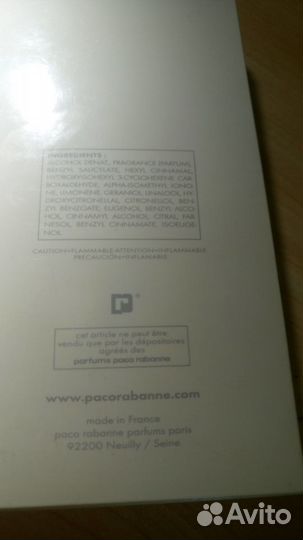 INGREDIENTS :
ALCOHOL DENAT, FRAGRANCE (PARFUM),
BENZYL SALICYLATE, HEXYL CINNAMAL,
HYDROXYISOHEXYL 3-CYCLOHEXENE CAR-
BOXALDEHYDE, ALPHA-ISOMETHYL IONO-
NE, LIMONENE, GERANIOL, LINALOOL, HY-
DROXYCITRONELLAL, CITRONELLOL, BEN-
ZYL BENZOATE, EUGENOL, BENZYL ALCO-
HOL, CINNAMYL ALCOHOL, CITRAL, FAR-
NESOL, BENZYL CINNAMATE, ISOEUGE-
NOL
CAUTION•FLAMMABLE/ATTENTION•INFLAMMABLE
PRECAUCIÓN•INFLAMABLE
®
cet article ne peut être
vendu que par les dépositaires
agréés des
parfums paco rabanne
www.pacorabanne.com
made in France
paco rabanne parfums paris
92200 Neuilly / Seine
Avito